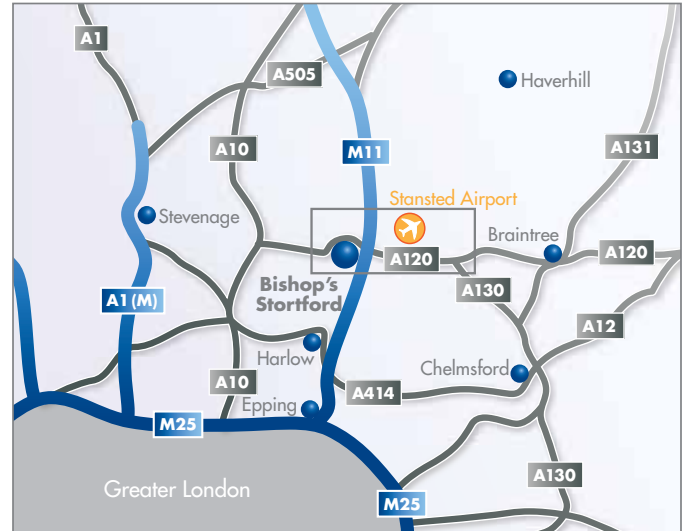 A1
A505
Haverhill
A10
M11
A131
Stansted Airport
Stevenage
Braintree
A120
A120
Bishop's
Stortford
A130
A1(M)
A12
Harlow
Chelmsford
A10
A414
Epping
M25
A130
Greater London
M25